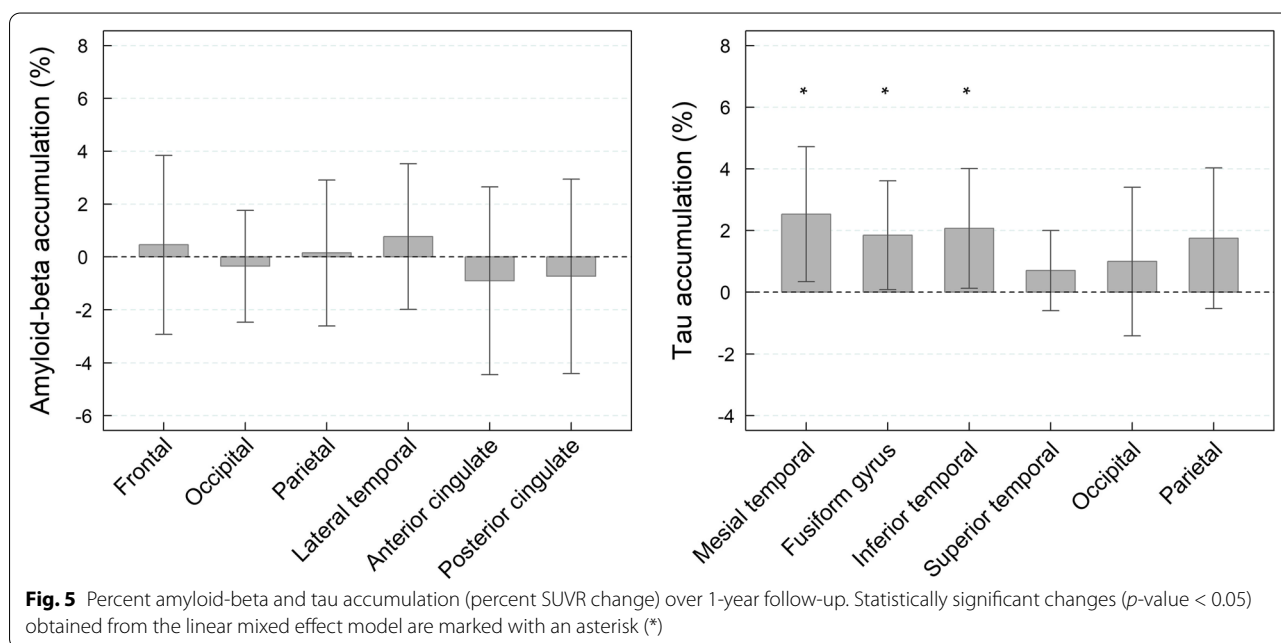 Amyloid-beta accumulation (%)
8
6
4
2
0
-2
-4
-6
Frontal
Occipital
Parietal
Lateral temporal
Anterior cingulate
Posterior cingulate
Tau accumulation (%)
8
6
4
2
0
-2
-4
* * *
Mesial temporal
Fusiform gyrus
Inferior temporal
Superior temporal
Occipital
Parietal
Fig. 5 Percent amyloid-beta and tau accumulation (percent SUVR change) over 1-year follow-up. Statistically significant changes (p-value < 0.05)
obtained from the linear mixed effect model are marked with an asterisk (*)